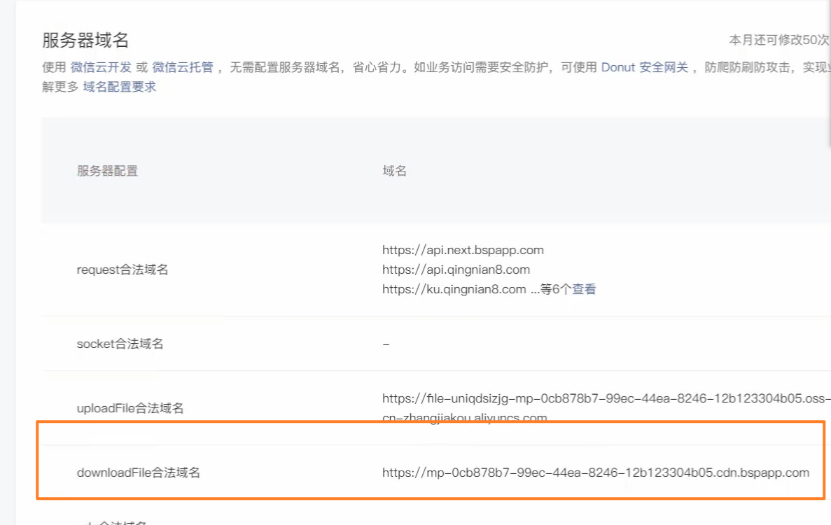 服务器域名
本月还可修改50次
使用 微信云开发 或 微信云托管 ，无需配置服务器域名，省心省力。如业务访问需要安全防护，可使用 Donut 安全网关 ，防爬防刷防攻击，实现
解更多 域名配置要求
服务器配置 域名
request合法域名
https://api.next.bspapp.com
https://api.qingnian8.com
https://ku.qingnian8.com ...等6个查看
socket合法域名 –
uploadFile合法域名
https://file-uniqdsizjg-mp-0cb878b7-99ec-44ea-8246-12b123304b05.oss-
cn-zhangjiakou.aliyuncs.com
downloadFile合法域名 https://mp-0cb878b7-99ec-44ea-8246-12b123304b05.cdn.bspapp.com
合法域名